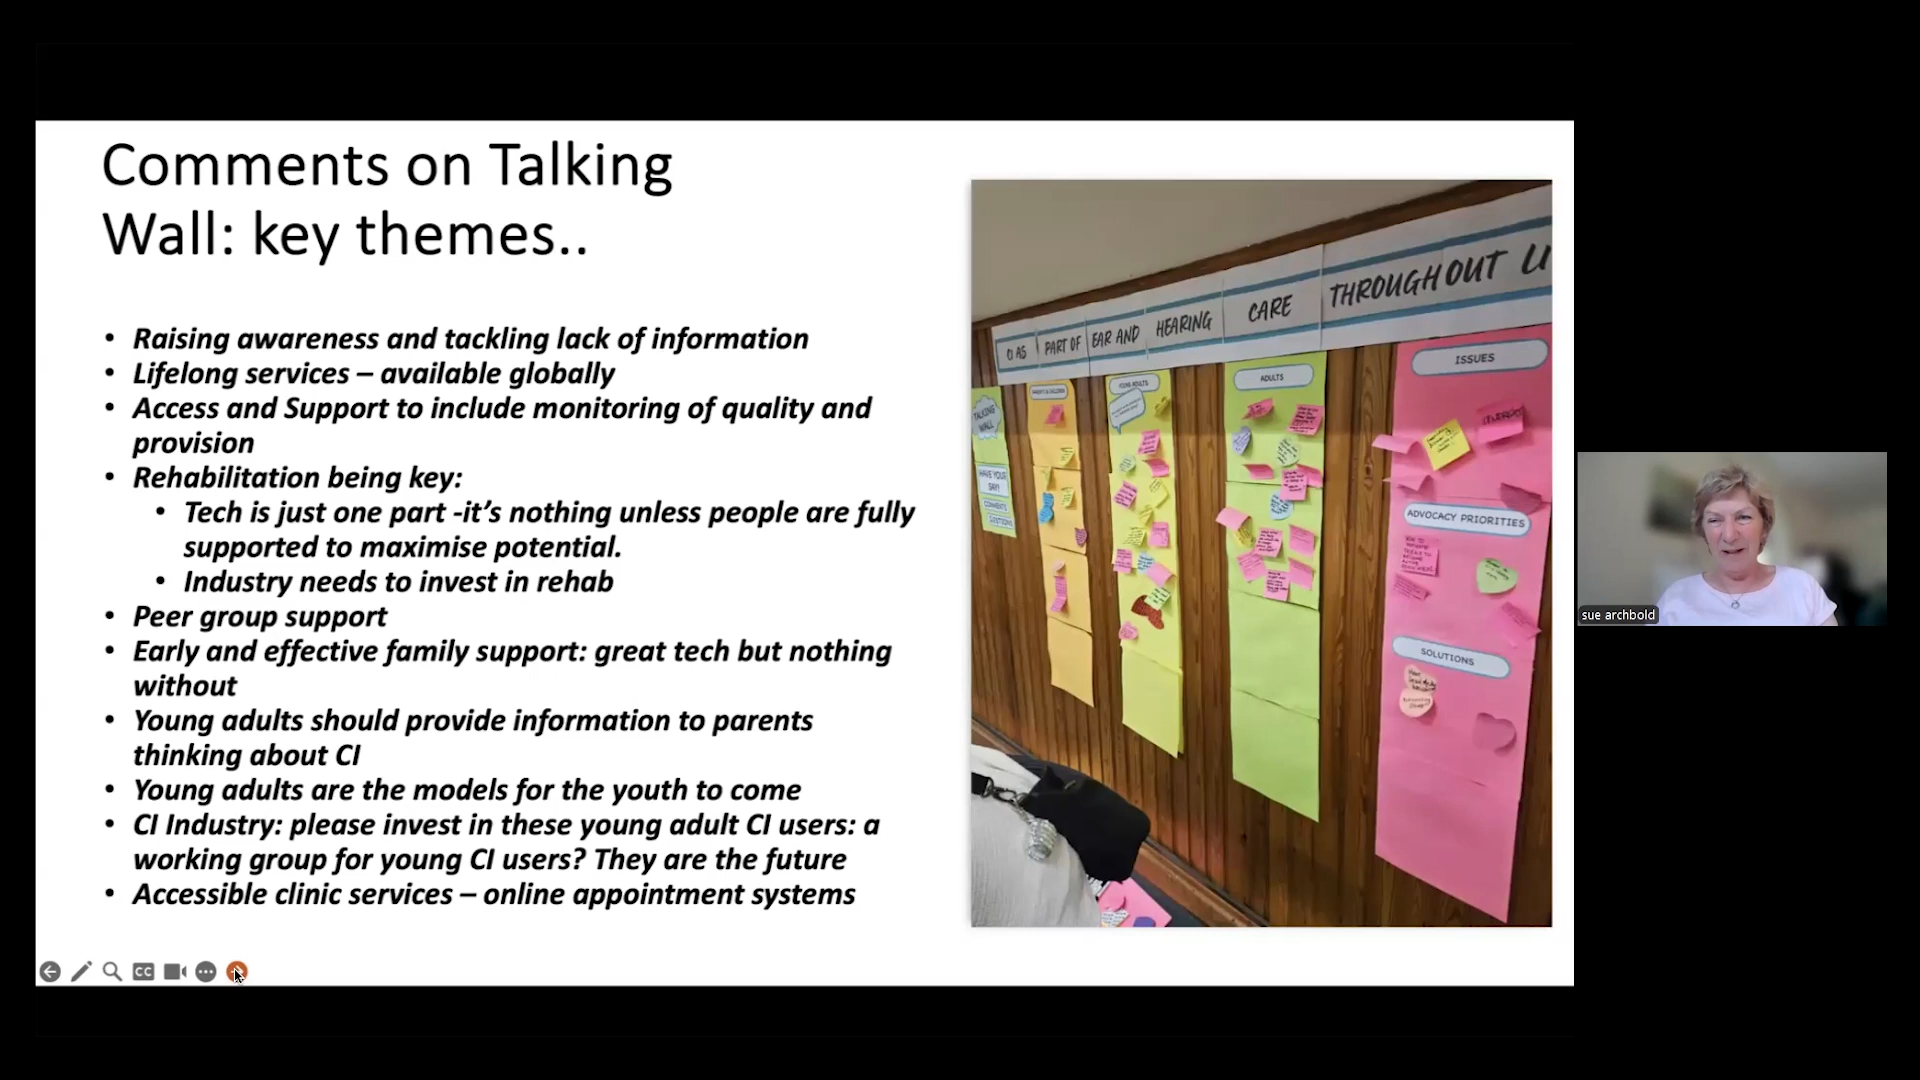 Comments on Talking
Wall: key themes..
• Raising awareness and tackling lack of information
• Lifelong services – available globally
• Access and Support to include monitoring of quality and
provision
• Rehabilitation being key:
• Tech is just one part -it's nothing unless people are fully
supported to maximise potential.
• Industry needs to invest in rehab
• Peer group support
• Early and effective family support: great tech but nothing
without
• Young adults should provide information to parents
thinking about CI
• Young adults are the models for the youth to come
• CI Industry: please invest in these young adult CI users: a
working group for young CI users? They are the future
• Accessible clinic services – online appointment systems
CI AS PART OF EAR AND HEARING CARE THROUGHOUT LI
TALKING
WALL
HAVE YOUR
SAY!
COMMENTS
YOUNG ADULTS
ADULTS
ISSUES
ADVOCACY PRIORITIES
SOLUTIONS
CC
sue archbold